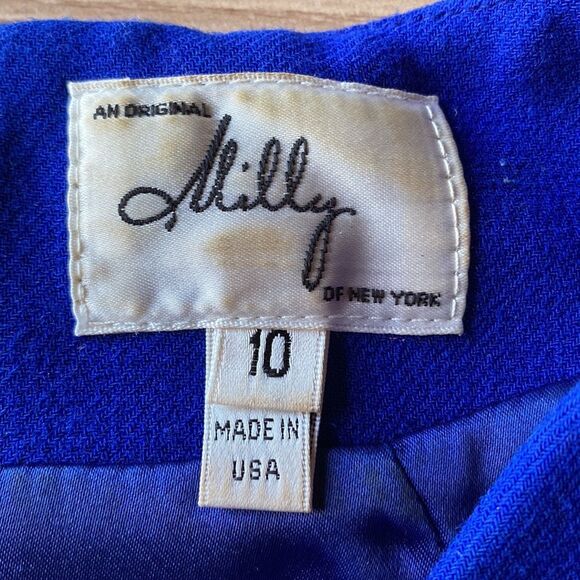 AN ORIGINAL
Milly
OF NEW YORK
10
MADE IN
USA